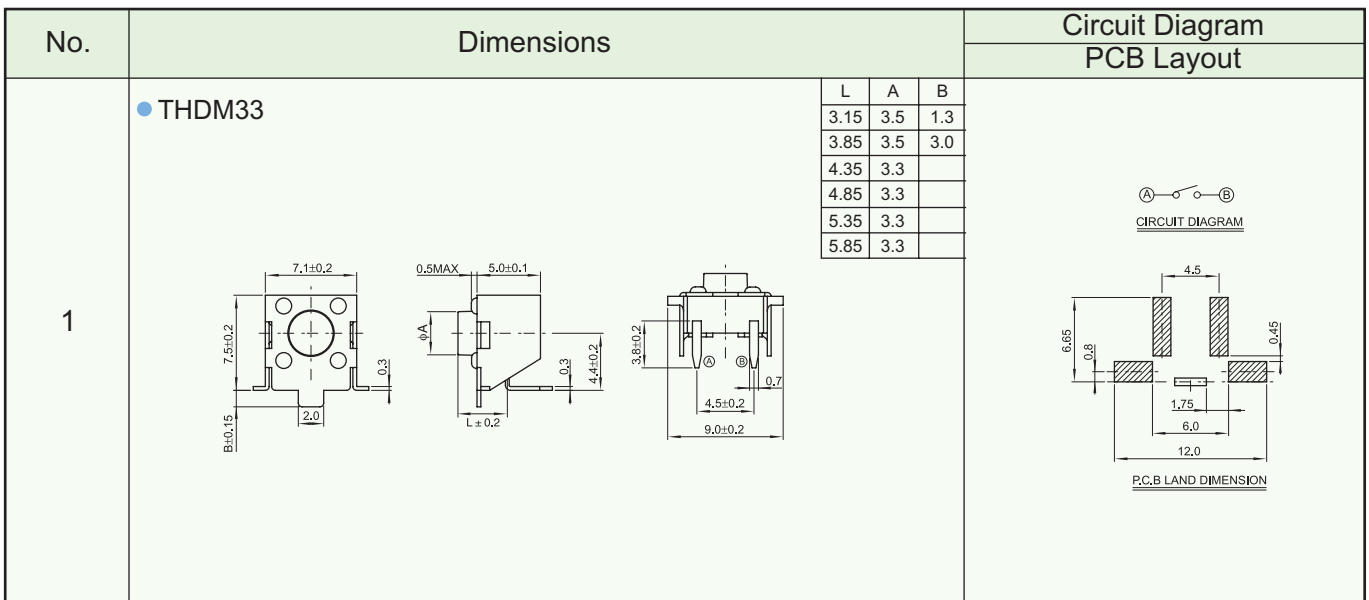 No.
Dimensions
Circuit Diagram
PCB Layout
1
THDM33
L A B
3.15 3.5 1.3
3.85 3.5 3.0
4.35 3.3
4.85 3.3
5.35 3.3
5.85 3.3
7.1±0.2
7.5±0.2
0.3
B±0.15
2.0
0.5MAX
5.0±0.1
φA
0.3
4.4±0.2
L±0.2
3.8±0.2
A B
0.7
4.5±0.2
9.0±0.2
A B
CIRCUIT DIAGRAM
4.5
6.65
0.8
0.45
1.75
6.0
12.0
P.C.B LAND DIMENSION